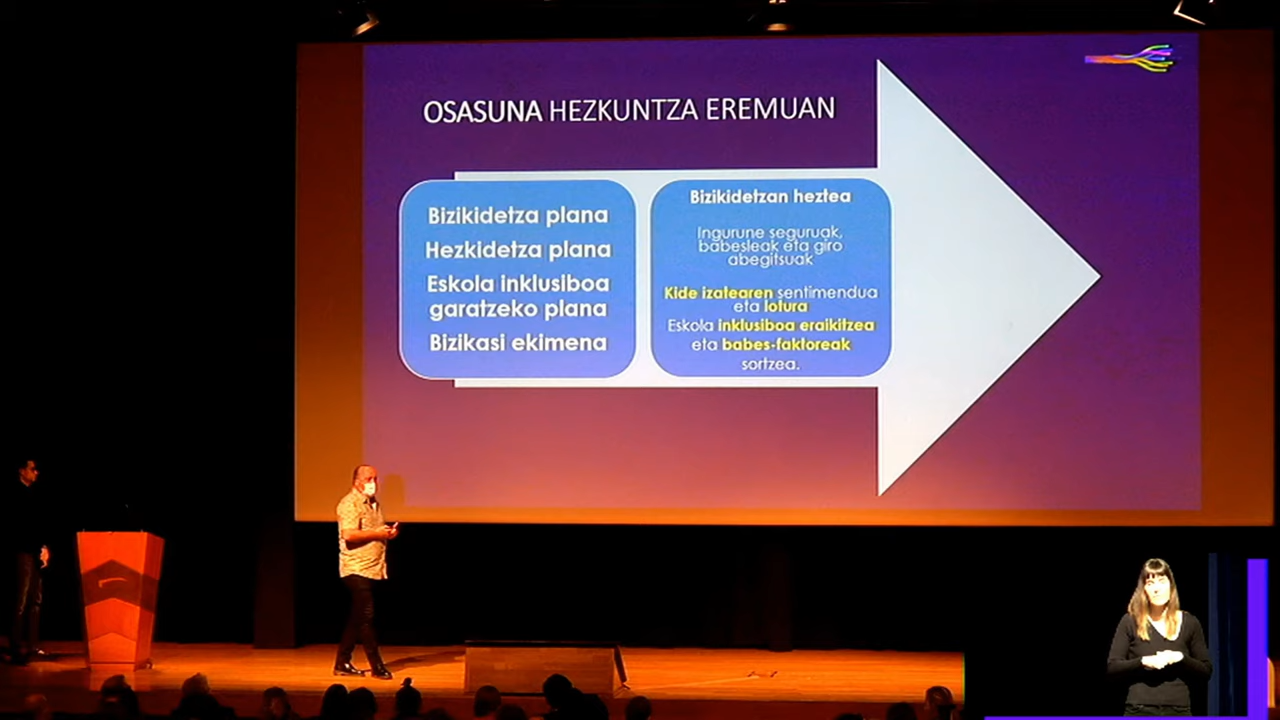 OSASUNA HEZKUNTZA EREMUAN
Bizikidetza plana
Hezkidetza plana
Eskola inklusiboa
garatzeko plana
Bizikasi ekimena
Bizikidetzan heztea
Ingurune seguruak,
babesleak eta giro
abegitsuak
Kide izatearen sentimendua
eta lotura
Eskola inklusiboa eraikitzea
eta babes-faktoreak
sortzea.